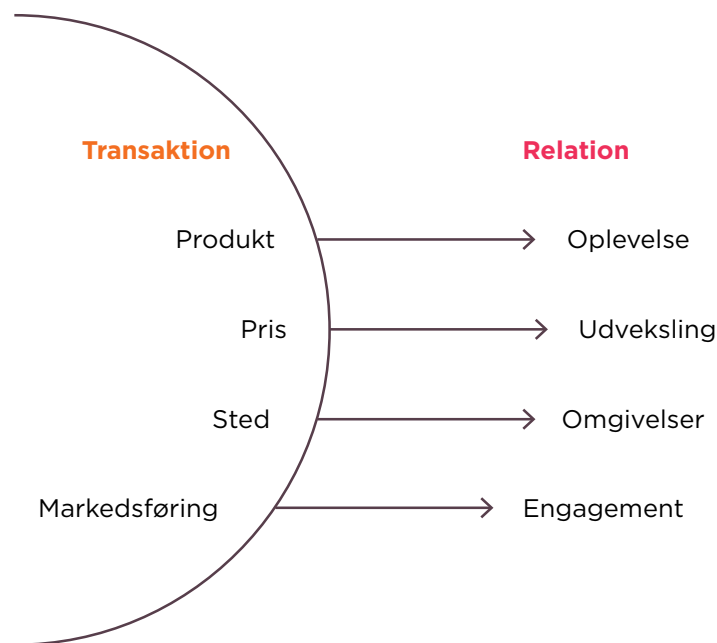 Transaktion Relation
Produkt Oplevelse
Pris Udveksling
Sted Omgivelser
Markedsføring Engagement